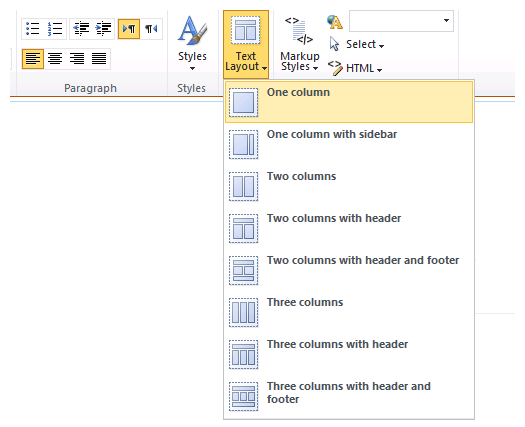 Styles
Text
Layout
Markup
Styles
Select
HTML
Paragraph
Styles
One column
One column with sidebar
Two columns
Two columns with header
Two columns with header and footer
Three columns
Three columns with header
Three columns with header and
footer